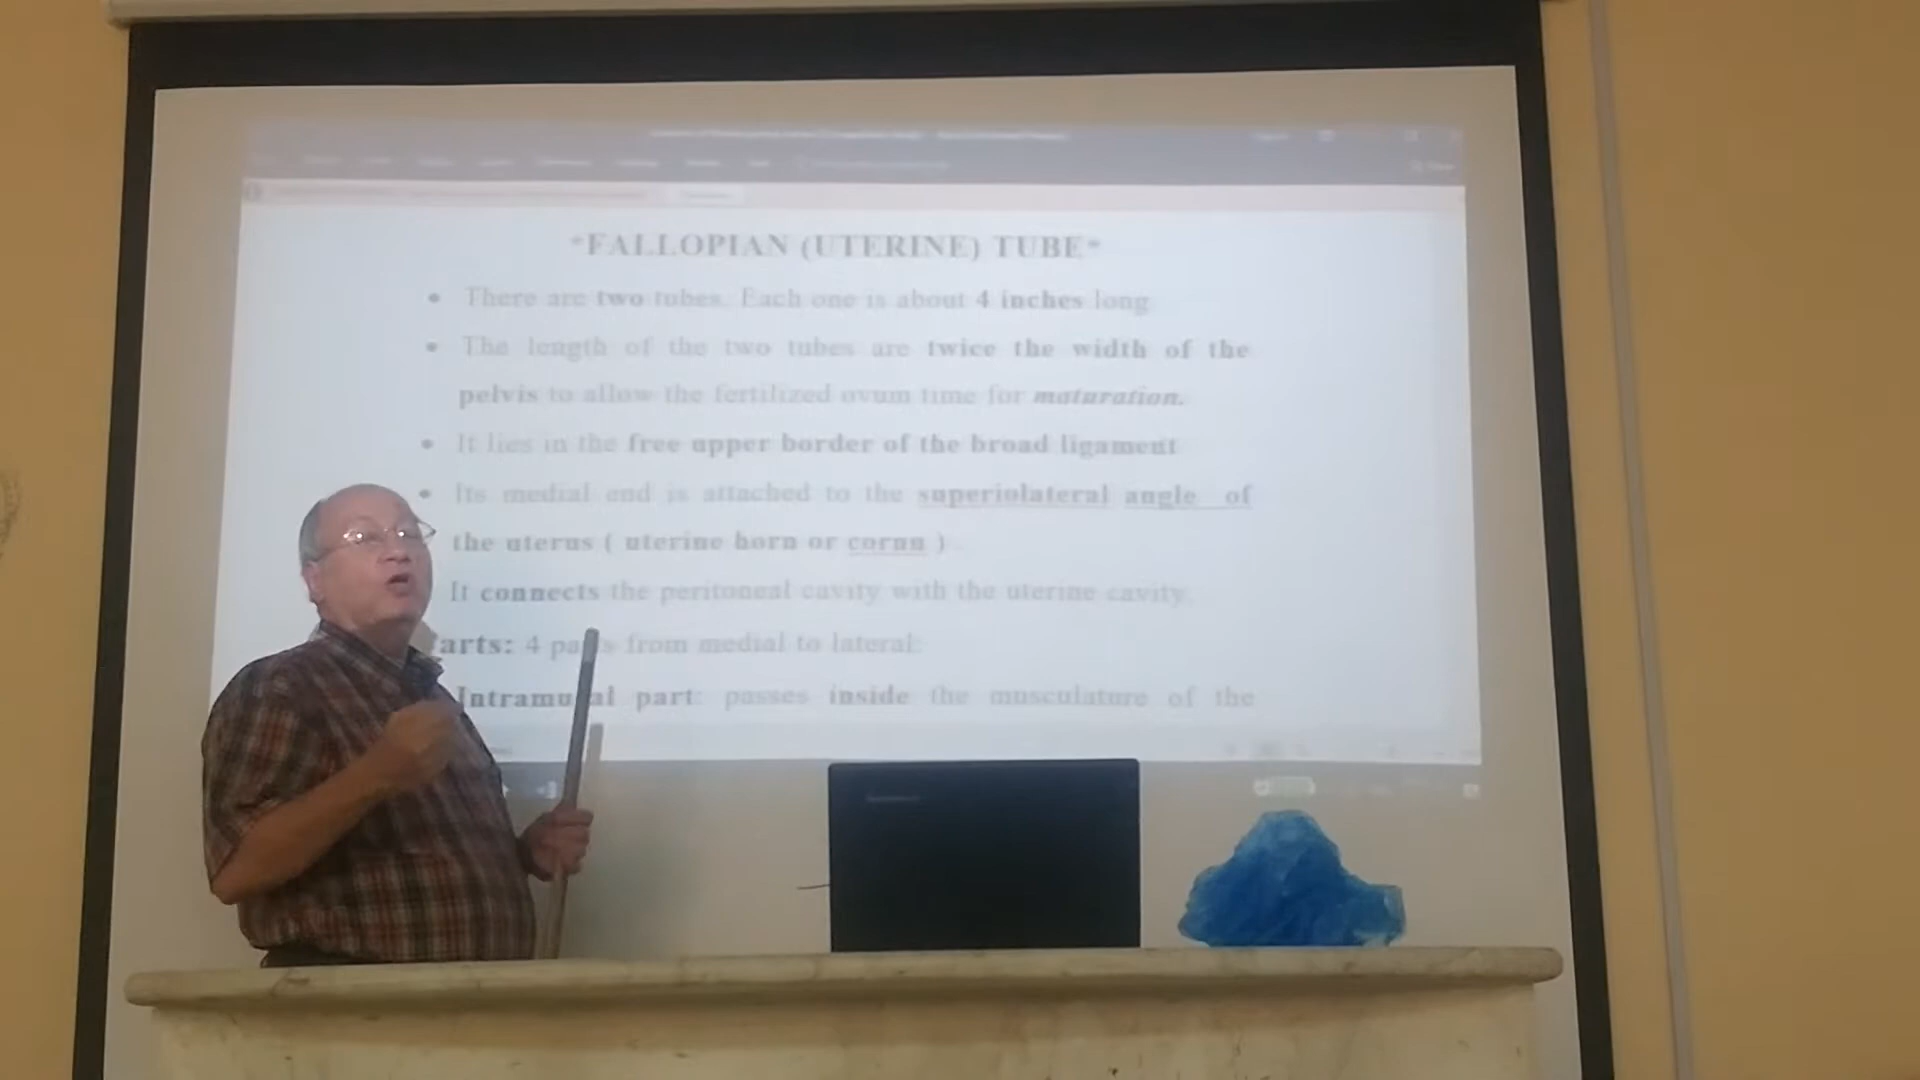 *FALLOPIAN (UTERINE) TUBE*
• There are two tubes. Each one is about 4 inches long
• The length of the two tubes are twice the width of the
pelvis to allow the fertilized ovum time for maturation.
• It lies in the free upper border of the broad ligament
• Its medial end is attached to the superiolateral angle of
the uterus ( uterine horn or cornu )
It connects the peritoneal cavity with the uterine cavity.
arts: 4 parts from medial to lateral:
Intramural part: passes inside the musculature of the